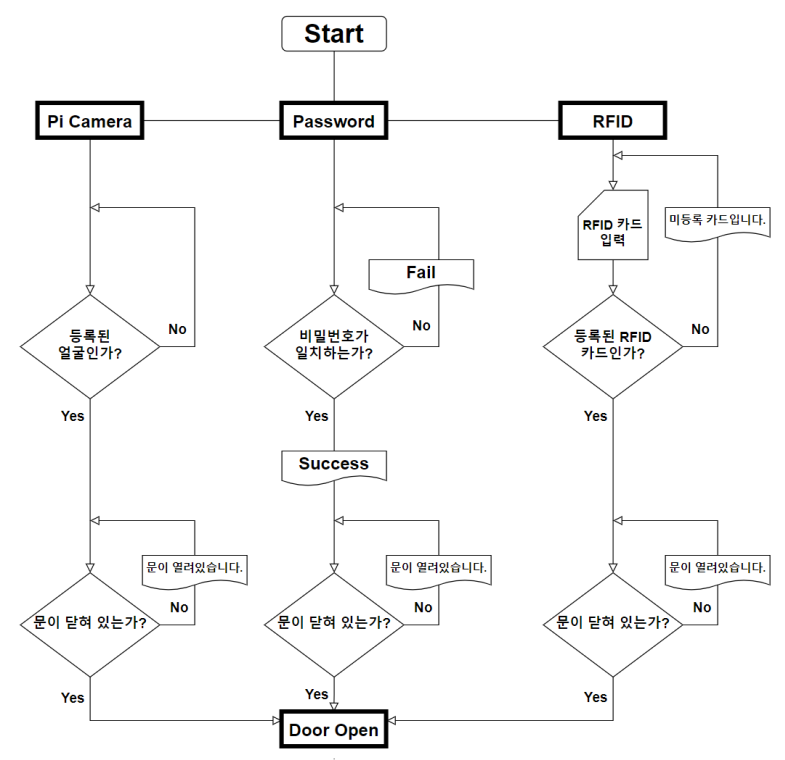 Start
Pi Camera
Password
RFID
RFID 카드
입력
미등록 카드입니다.
Fail
등록된
얼굴인가?
No
비밀번호가
일치하는가?
No
등록된 RFID
카드인가?
No
Yes
Yes
Yes
Success
문이 열려있습니다.
문이 열려있습니다.
문이 열려있습니다.
문이 닫혀 있는가?
No
문이 닫혀 있는가?
No
문이 닫혀 있는가?
No
Yes
Yes
Yes
Door Open